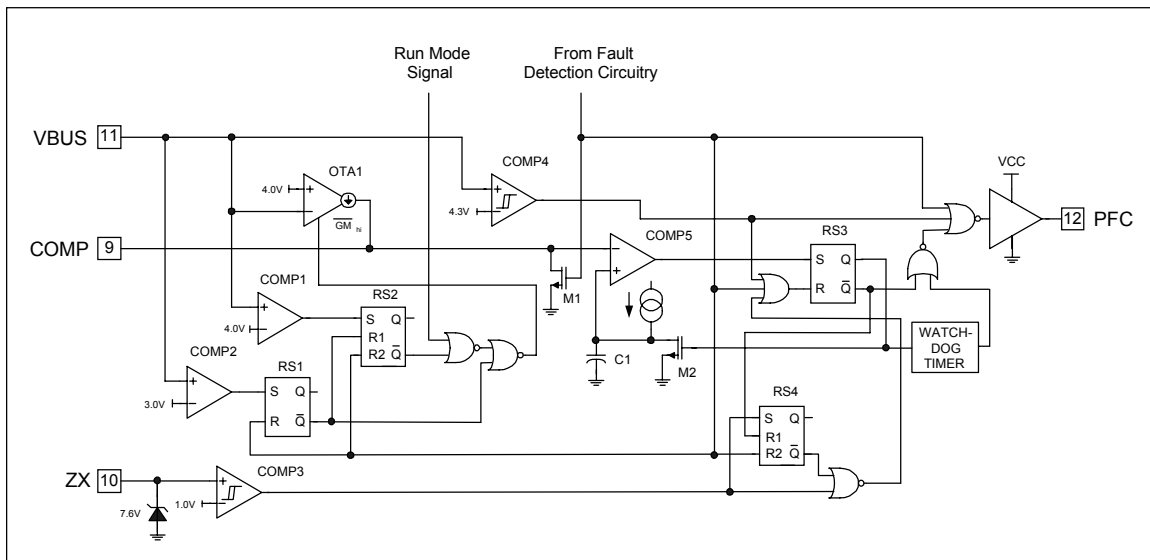 Run Mode
Signal
From Fault
Detection Circuitry
VBUS 11
VCC
OTA1
COMP4
4.0V + −
4.3V + −
12 PFC
GM hi
COMP 9
COMP5
− +
RS3
S Q
R Q
COMP1
M1
RS2
4.0V + −
S Q
R1
R2 Q
COMP2
C1
M2
WATCH-
DOG
TIMER
RS1
3.0V + −
S Q
R Q
RS4
S Q
R1
R2 Q
ZX 10
COMP3
7.6V
1.0V + −